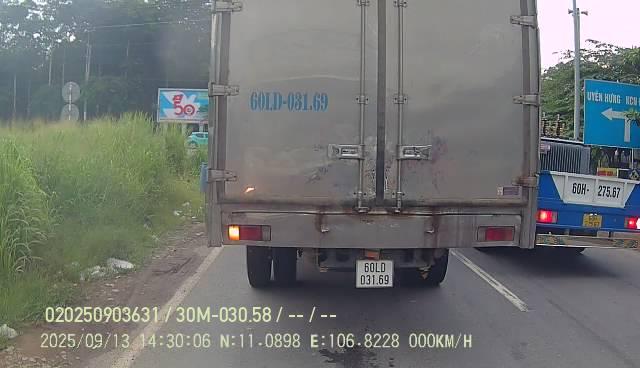 60LD-031.69
50
UYÊN HƯNG KCN
60H- 275.67
60LD
031.69
020250903631 / 30M-030.58 / -- / --
2025/09/13 14:30:06 N:11.0898 E:106.8228 000KM/H